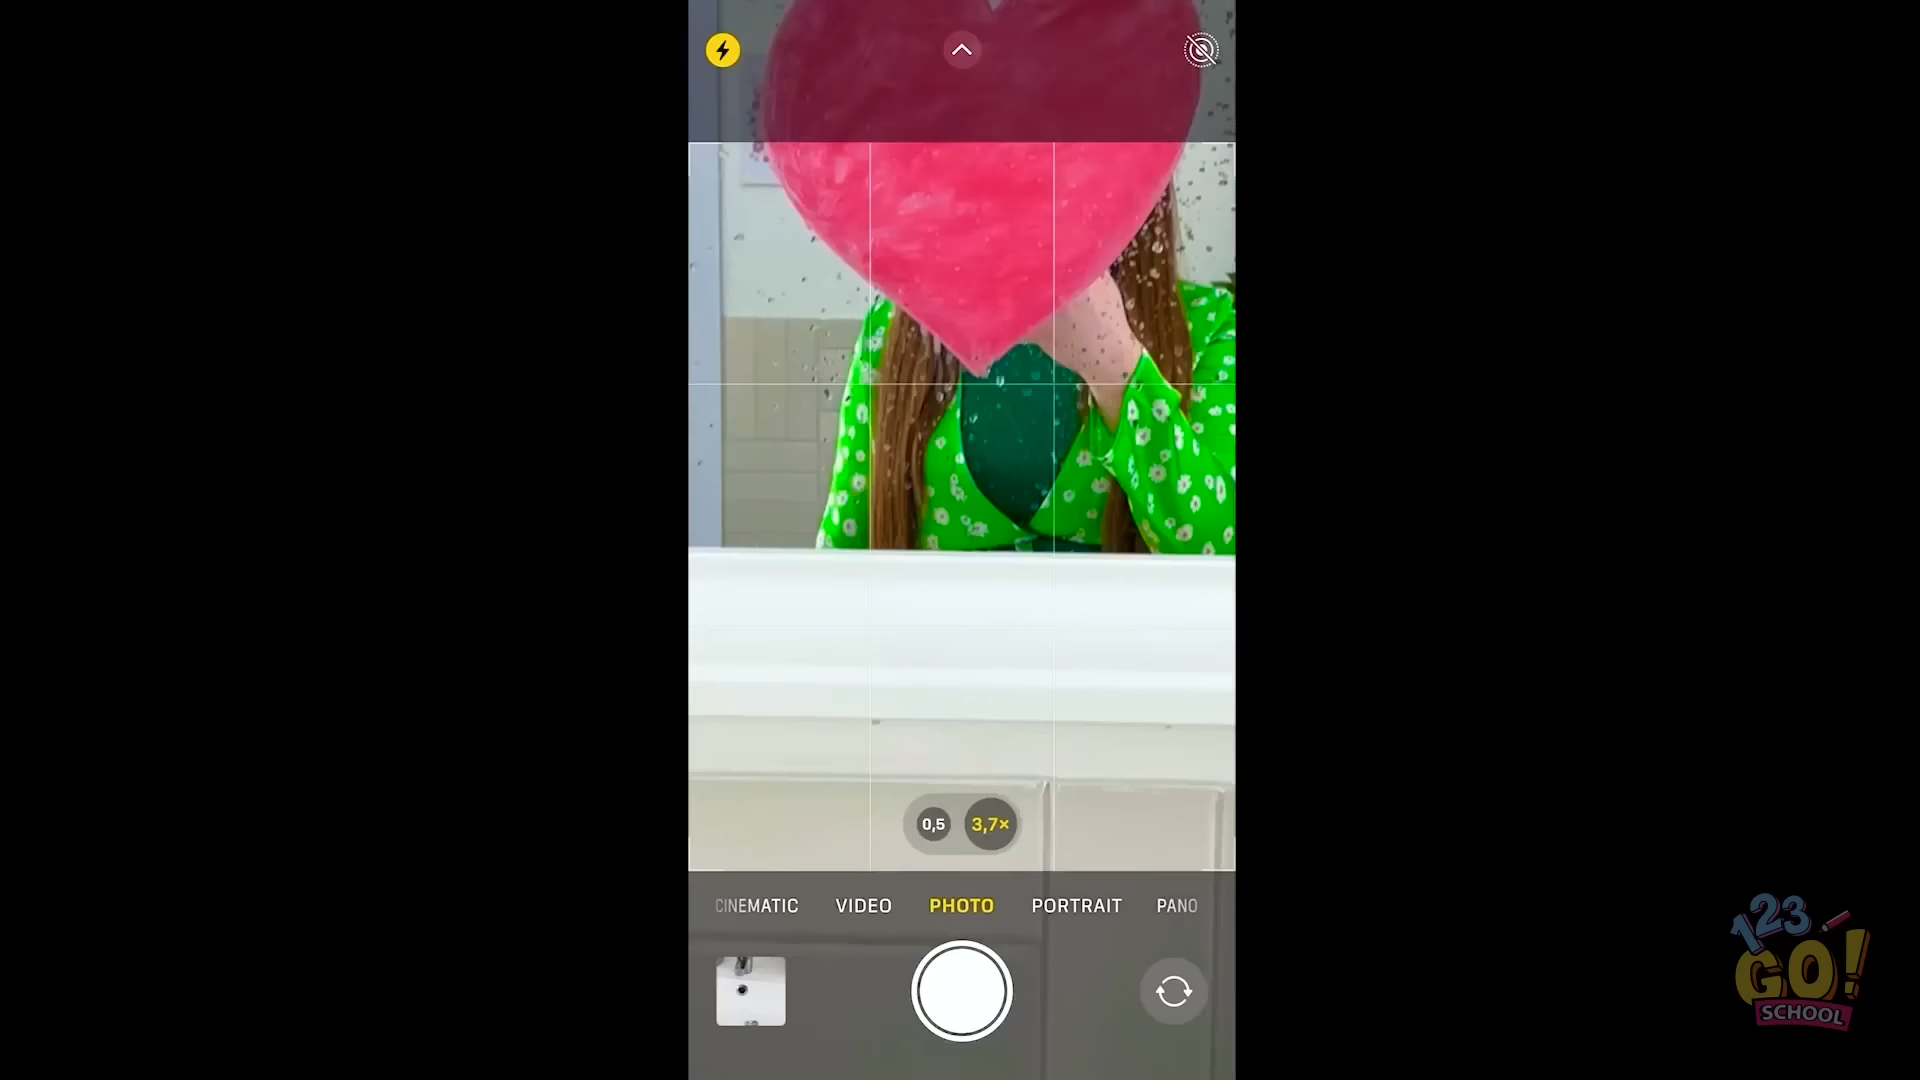 0,5 3,7×
CINEMATIC VIDEO PHOTO PORTRAIT PANO
123
GO!
SCHOOL